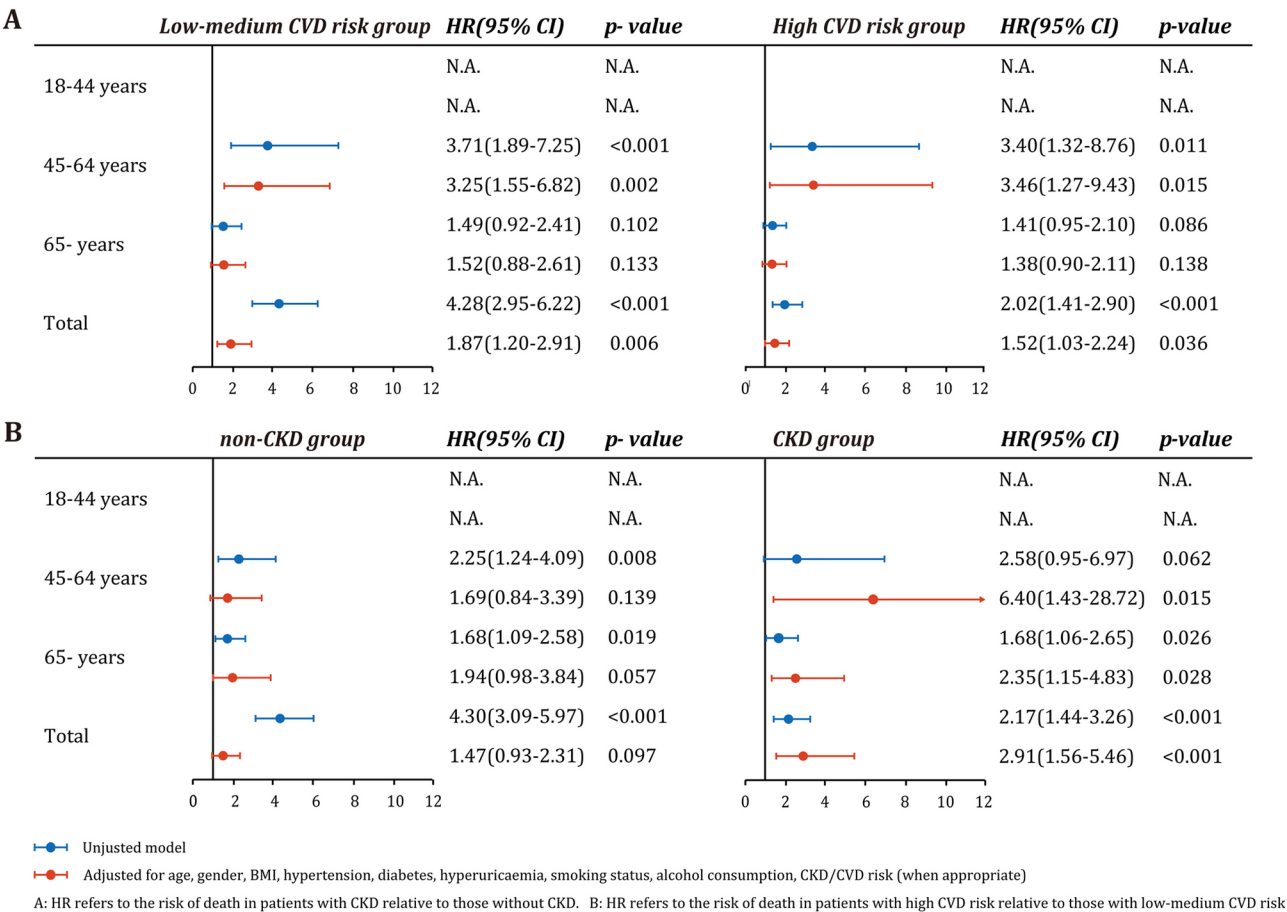 A Low-medium CVD risk group HR(95% CI) p- value High CVD risk group HR(95% CI) p-value
N.A. N.A. N.A. N.A.
18-44 years
N.A. N.A. N.A. N.A.
3.71(1.89-7.25) <0.001 3.40(1.32-8.76) 0.011
45-64 years
3.25(1.55-6.82) 0.002 3.46(1.27-9.43) 0.015
1.49(0.92-2.41) 0.102 1.41(0.95-2.10) 0.086
65- years
1.52(0.88-2.61) 0.133 1.38(0.90-2.11) 0.138
4.28(2.95-6.22) <0.001 2.02(1.41-2.90) <0.001
Total
1.87(1.20-2.91) 0.006 1.52(1.03-2.24) 0.036
0 2 4 6 8 10 12 0 2 4 6 8 10 12
B non-CKD group HR(95% CI) p- value CKD group HR(95% CI) p-value
N.A. N.A. N.A. N.A.
18-44 years
N.A. N.A. N.A. N.A.
2.25(1.24-4.09) 0.008 2.58(0.95-6.97) 0.062
45-64 years
1.69(0.84-3.39) 0.139 6.40(1.43-28.72) 0.015
1.68(1.09-2.58) 0.019 1.68(1.06-2.65) 0.026
65- years
1.94(0.98-3.84) 0.057 2.35(1.15-4.83) 0.028
4.30(3.09-5.97) <0.001 2.17(1.44-3.26) <0.001
Total
1.47(0.93-2.31) 0.097 2.91(1.56-5.46) <0.001
0 2 4 6 8 10 12 0 2 4 6 8 10 12
Unjusted model
Adjusted for age, gender, BMI, hypertension, diabetes, hyperuricaemia, smoking status, alcohol consumption, CKD/CVD risk (when appropriate)
A: HR refers to the risk of death in patients with CKD relative to those without CKD. B: HR refers to the risk of death in patients with high CVD risk relative to those with low-medium CVD risk